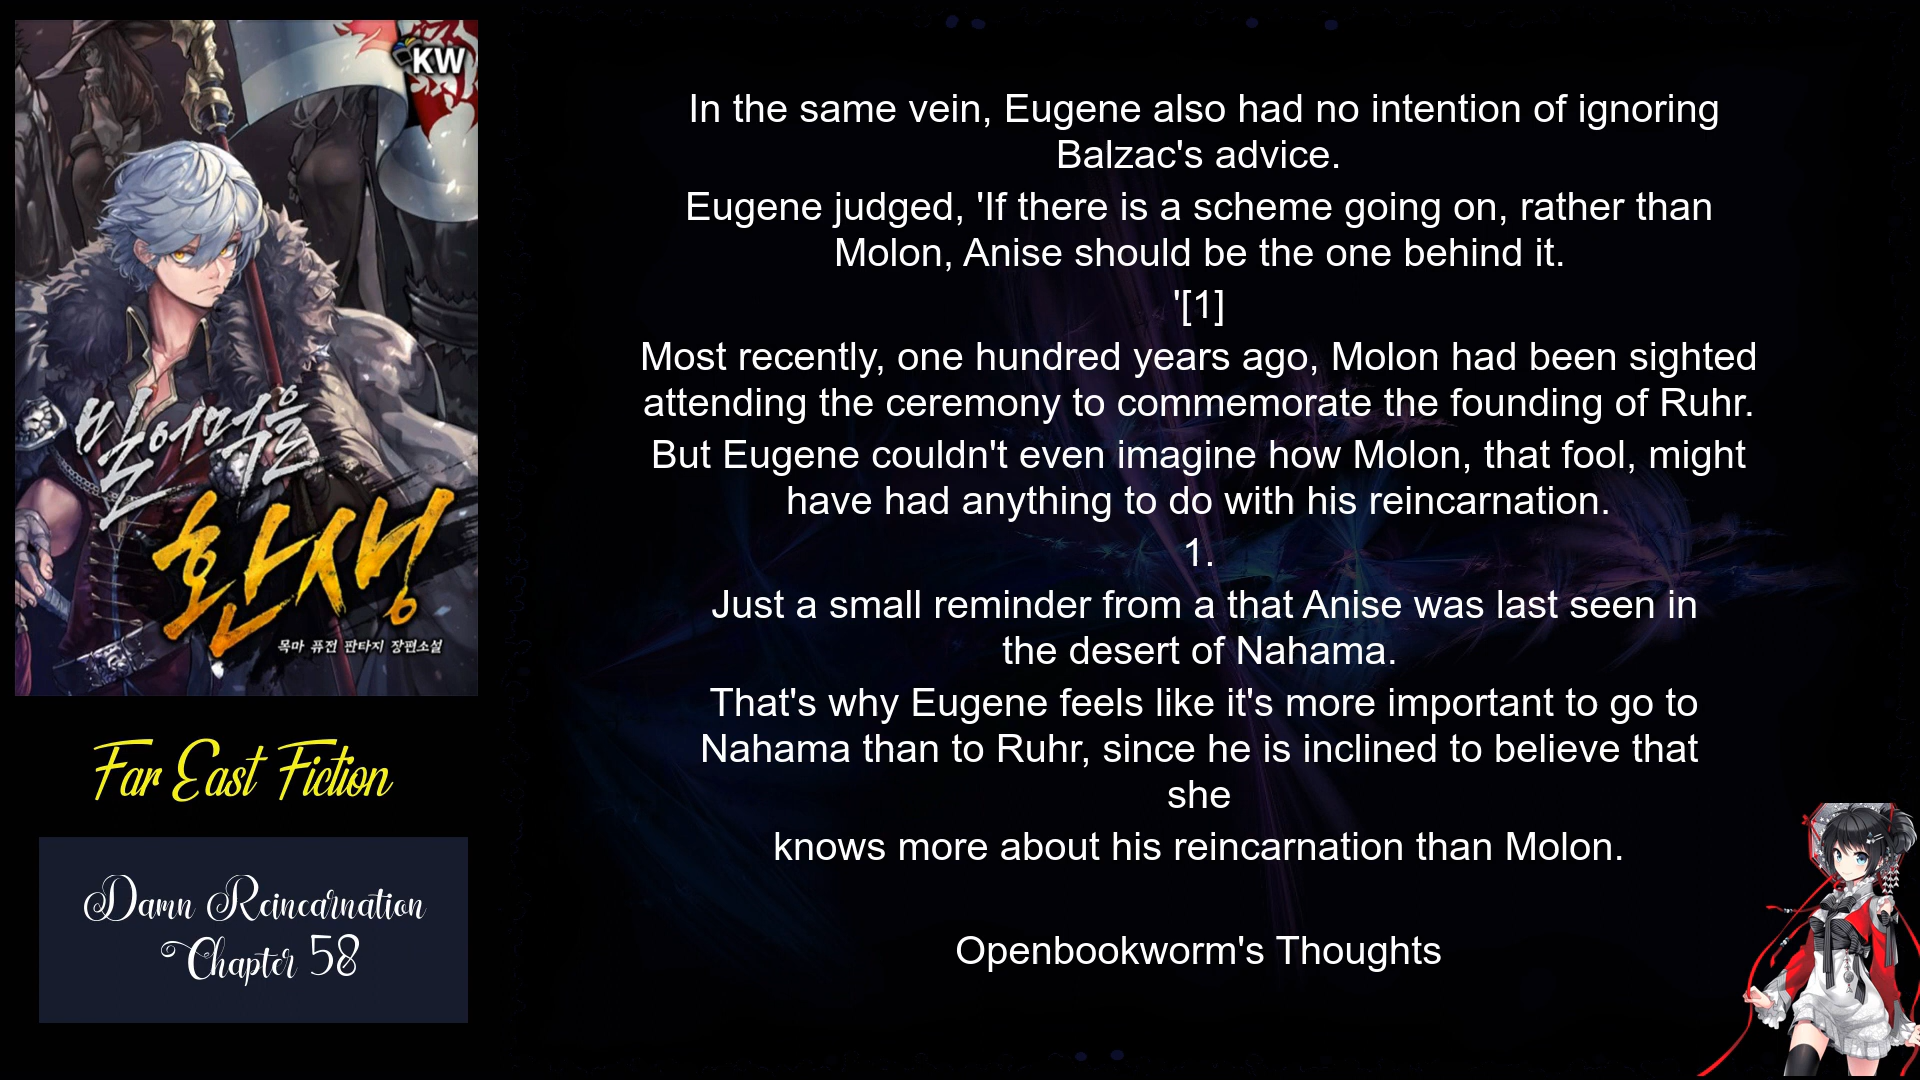 KW
빌어먹을
환생
목마 퓨전 판타지 장편소설
Far East Fiction
Damn Reincarnation
Chapter 58
In the same vein, Eugene also had no intention of ignoring
Balzac's advice.
Eugene judged, 'If there is a scheme going on, rather than
Molon, Anise should be the one behind it.
'[1]
Most recently, one hundred years ago, Molon had been sighted
attending the ceremony to commemorate the founding of Ruhr.
But Eugene couldn't even imagine how Molon, that fool, might
have had anything to do with his reincarnation.
1.
Just a small reminder from a that Anise was last seen in
the desert of Nahama.
That's why Eugene feels like it's more important to go to
Nahama than to Ruhr, since he is inclined to believe that
she
knows more about his reincarnation than Molon.
Openbookworm's Thoughts